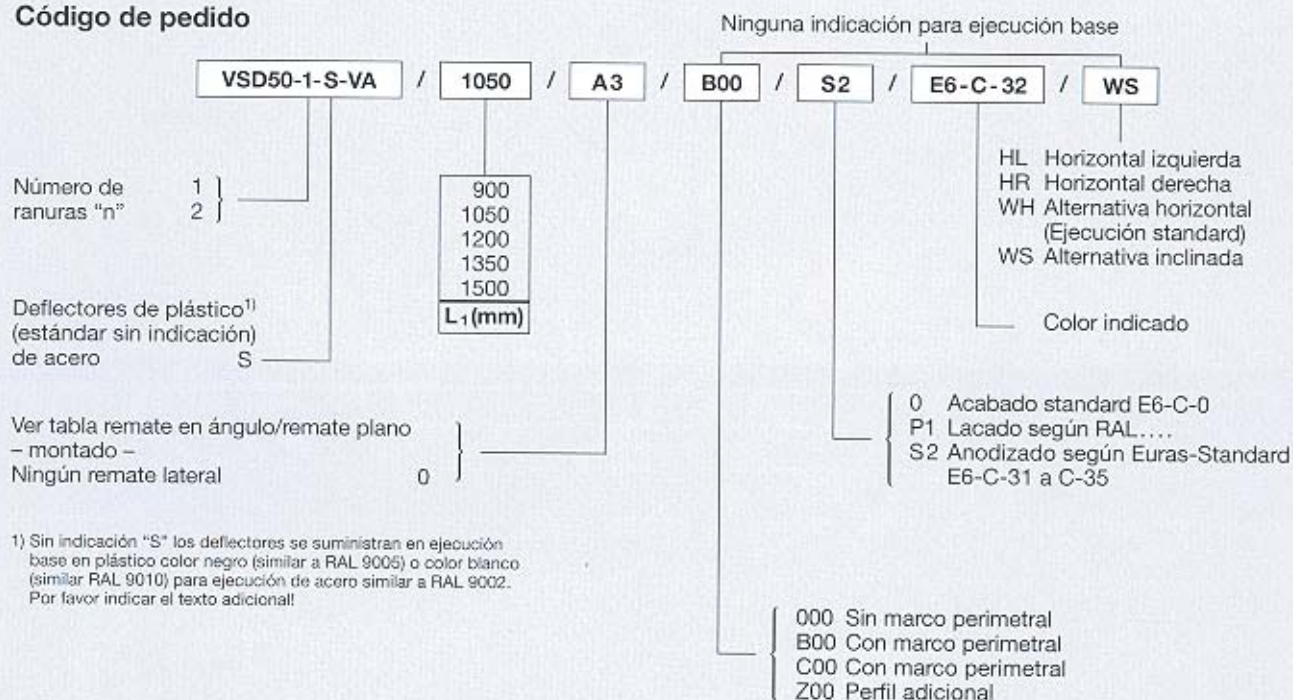 Código de pedido
Ninguna indicación para ejecución base
VSD50-1-S-VA / 1050 / A3 / B00 / S2 / E6-C-32 / WS
Número de 1
ranuras “n” 2
Deflectores de plástico1)
(estándar sin indicación)
de acero S
900
1050
1200
1350
1500
L1(mm)
HL Horizontal izquierda
HR Horizontal derecha
WH Alternativa horizontal
(Ejecución standard)
WS Alternativa inclinada
Color indicado
Ver tabla remate en ángulo/remate plano
– montado –
Ningún remate lateral 0
0 Acabado standard E6-C-0
P1 Lacado según RAL....
S2 Anodizado según Euras-Standard
E6-C-31 a C-35
1) Sin indicación “S” los deflectores se suministran en ejecución
base en plástico color negro (similar a RAL 9005) o color blanco
(similar RAL 9010) para ejecución de acero similar a RAL 9002.
Por favor indicar el texto adicional!
000 Sin marco perimetral
B00 Con marco perimetral
C00 Con marco perimetral
Z00 Perfil adicional